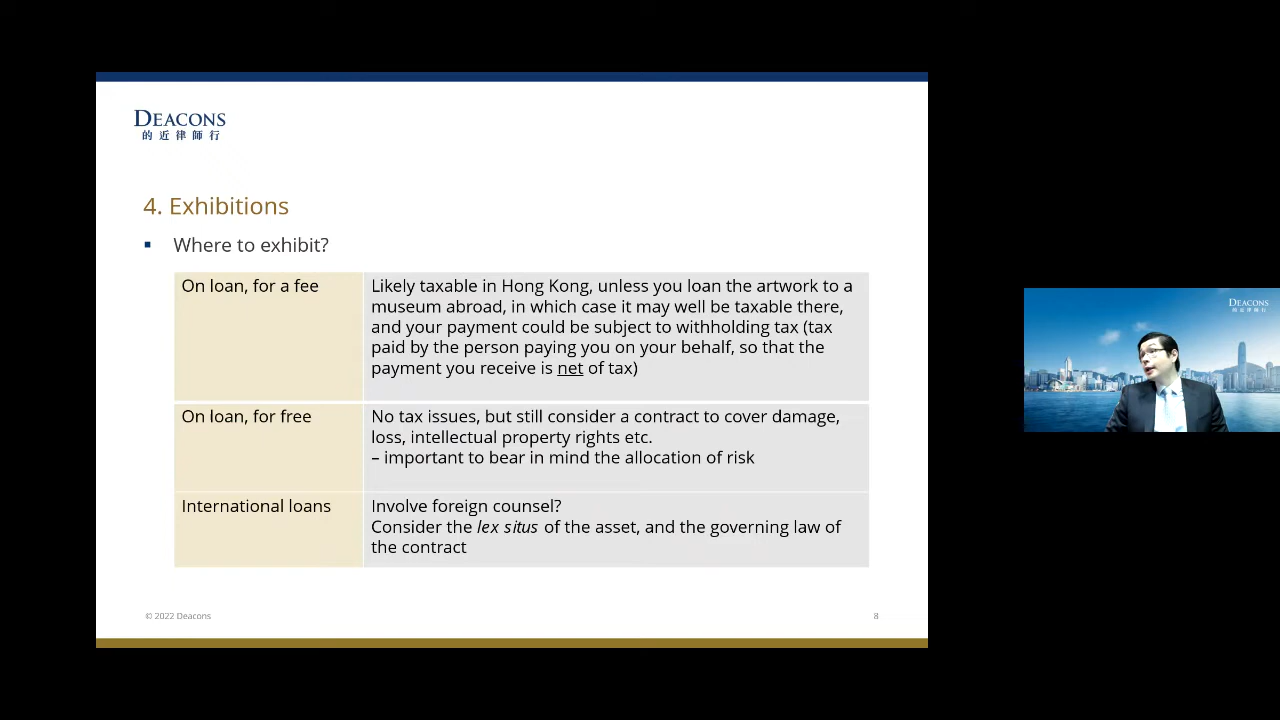 DEACONS
的近律師行
4. Exhibitions
▪ Where to exhibit?
On loan, for a fee
Likely taxable in Hong Kong, unless you loan the artwork to a
museum abroad, in which case it may well be taxable there,
and your payment could be subject to withholding tax (tax
paid by the person paying you on your behalf, so that the
payment you receive is net of tax)
On loan, for free
No tax issues, but still consider a contract to cover damage,
loss, intellectual property rights etc.
– important to bear in mind the allocation of risk
International loans
Involve foreign counsel?
Consider the lex situs of the asset, and the governing law of
the contract
© 2022 Deacons
8
DEACONS
的近律師行